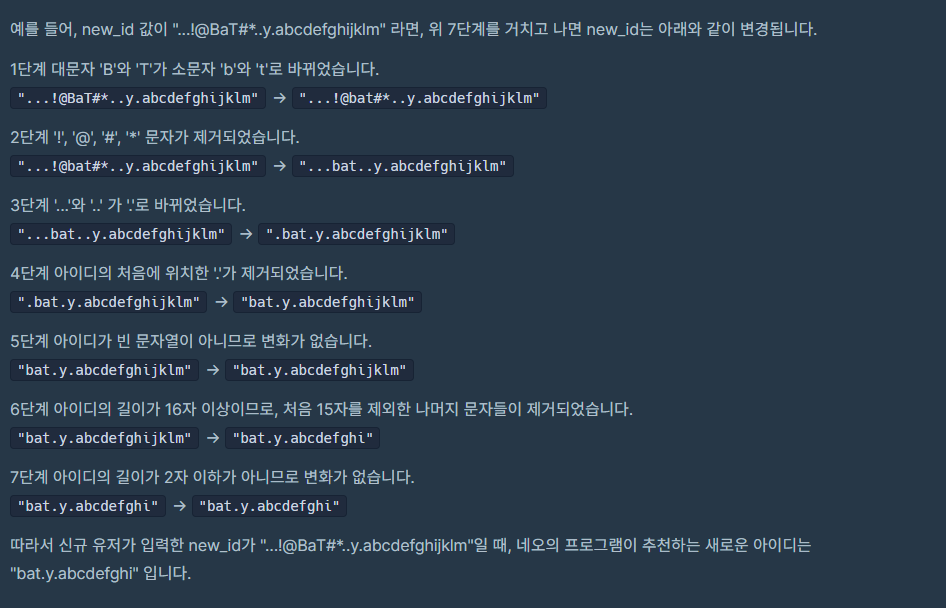 예를 들어, new_id 값이 "...!@BaT#*..y.abcdefghijklm" 라면, 위 7단계를 거치고 나면 new_id는 아래와 같이 변경됩니다.
1단계 대문자 'B'와 'T'가 소문자 'b'와 't'로 바뀌었습니다.
"...!@BaT#*..y.abcdefghijklm" → "...!@bat#*..y.abcdefghijklm"
2단계 '!', '@', '#', '*' 문자가 제거되었습니다.
"...!@bat#*..y.abcdefghijklm" → "...bat..y.abcdefghijklm"
3단계 '...'와 '..' 가 '.'로 바뀌었습니다.
"...bat..y.abcdefghijklm" → ".bat.y.abcdefghijklm"
4단계 아이디의 처음에 위치한 '.'가 제거되었습니다.
".bat.y.abcdefghijklm" → "bat.y.abcdefghijklm"
5단계 아이디가 빈 문자열이 아니므로 변화가 없습니다.
"bat.y.abcdefghijklm" → "bat.y.abcdefghijklm"
6단계 아이디의 길이가 16자 이상이므로, 처음 15자를 제외한 나머지 문자들이 제거되었습니다.
"bat.y.abcdefghijklm" → "bat.y.abcdefghi"
7단계 아이디의 길이가 2자 이하가 아니므로 변화가 없습니다.
"bat.y.abcdefghi" → "bat.y.abcdefghi"
따라서 신규 유저가 입력한 new_id가 "...!@BaT#*..y.abcdefghijklm"일 때, 네오의 프로그램이 추천하는 새로운 아이디는
"bat.y.abcdefghi" 입니다.